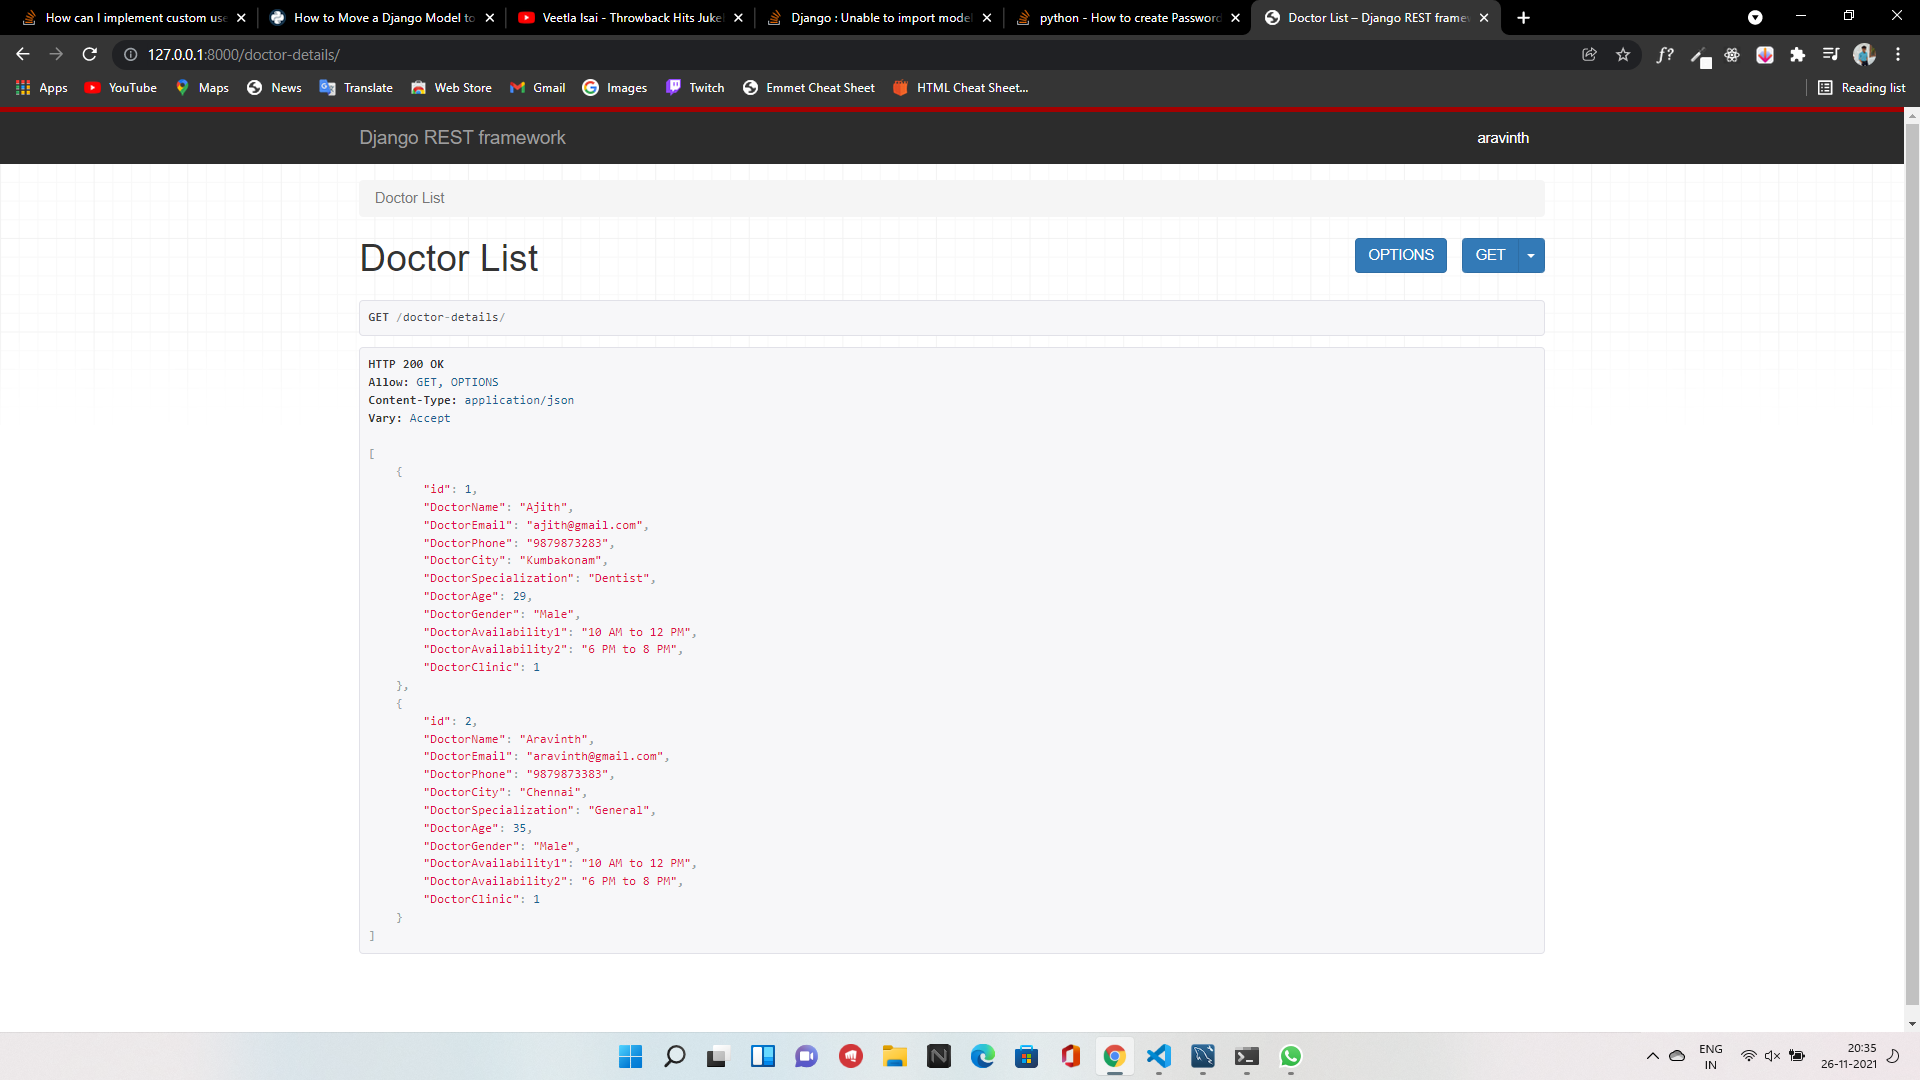 How can I implement custom use
How to Move a Django Model to
Veetla Isai - Throwback Hits Juke
Django : Unable to import model
python - How to create Password
Doctor List – Django REST framew
127.0.0.1:8000/doctor-details/
Apps
YouTube
Maps
News
Translate
Web Store
Gmail
Images
Twitch
Emmet Cheat Sheet
HTML Cheat Sheet...
Reading list
Django REST framework
aravinth
Doctor List
Doctor List
OPTIONS
GET
GET /doctor-details/
HTTP 200 OK
Allow: GET, OPTIONS
Content-Type: application/json
Vary: Accept
[
{
"id": 1,
"DoctorName": "Ajith",
"DoctorEmail": "ajith@gmail.com",
"DoctorPhone": "9879873283",
"DoctorCity": "Kumbakonam",
"DoctorSpecialization": "Dentist",
"DoctorAge": 29,
"DoctorGender": "Male",
"DoctorAvailability1": "10 AM to 12 PM",
"DoctorAvailability2": "6 PM to 8 PM",
"DoctorClinic": 1
},
{
"id": 2,
"DoctorName": "Aravinth",
"DoctorEmail": "aravinth@gmail.com",
"DoctorPhone": "9879873383",
"DoctorCity": "Chennai",
"DoctorSpecialization": "General",
"DoctorAge": 35,
"DoctorGender": "Male",
"DoctorAvailability1": "10 AM to 12 PM",
"DoctorAvailability2": "6 PM to 8 PM",
"DoctorClinic": 1
}
]
ENG
IN
20:35
26-11-2021